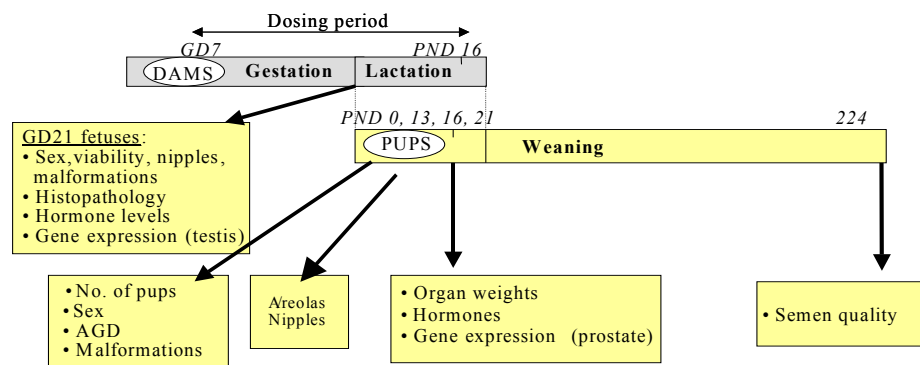 Dosing period
GD7
PND 16
DAMS
Gestation
Lactation
PND 0, 13, 16, 21
224
PUPS
Weaning
GD21 fetuses:
• Sex,viability, nipples,
malformations
• Histopathology
• Hormone levels
• Gene expression (testis)
• No. of pups
• Sex
• AGD
• Malformations
A/reolas
Nipples
• Organ weights
• Hormones
• Gene expression (prostate)
• Semen quality